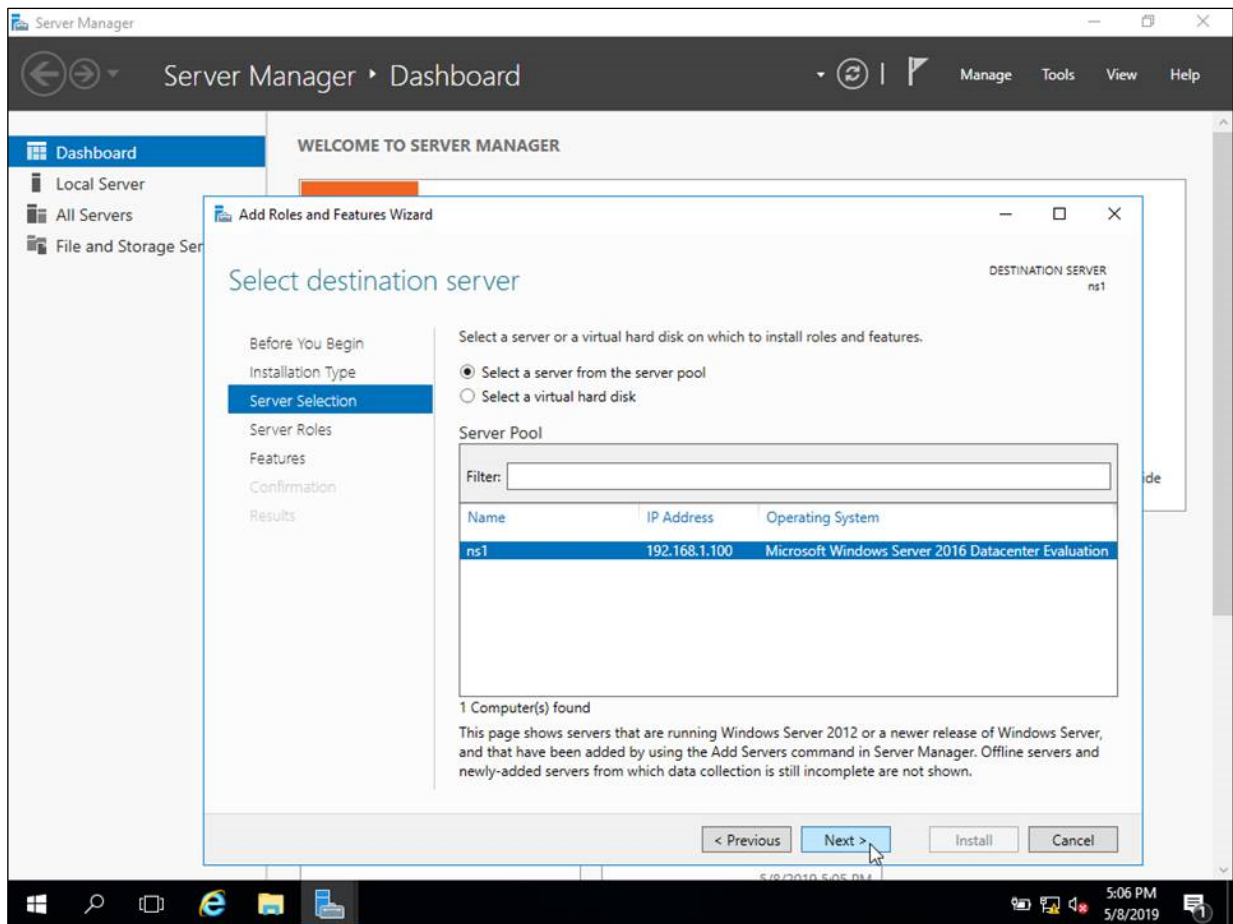 Server Manager
Server Manager ‣ Dashboard
Manage Tools View Help
Dashboard
Local Server
All Servers
File and Storage Ser
WELCOME TO SERVER MANAGER
Add Roles and Features Wizard
Select destination server
DESTINATION SERVER
ns1
Before You Begin
Installation Type
Server Selection
Server Roles
Features
Confirmation
Results
Select a server or a virtual hard disk on which to install roles and features.
Select a server from the server pool
Select a virtual hard disk
Server Pool
Filter:
Name IP Address Operating System
ns1 192.168.1.100 Microsoft Windows Server 2016 Datacenter Evaluation
1 Computer(s) found
This page shows servers that are running Windows Server 2012 or a newer release of Windows Server,
and that have been added by using the Add Servers command in Server Manager. Offline servers and
newly-added servers from which data collection is still incomplete are not shown.
ide
< Previous Next > Install Cancel
5/8/2019 5:05 PM
5:06 PM
5/8/2019
1